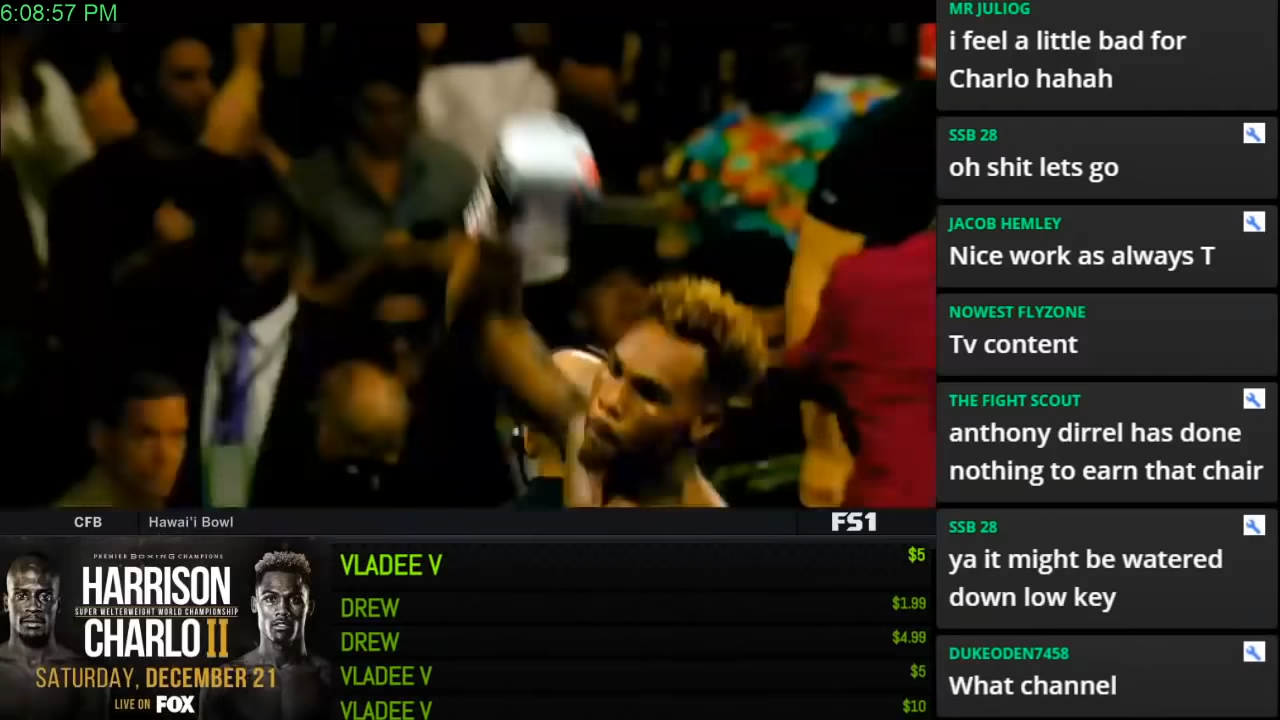 6:08:57 PM
MR JULIOG
i feel a little bad for
Charlo hahah
SSB 28
oh shit lets go
JACOB HEMLEY
Nice work as always T
NOWEST FLYZONE
Tv content
THE FIGHT SCOUT
anthony dirrel has done
nothing to earn that chair
SSB 28
ya it might be watered
down low key
DUKEODEN7458
What channel
CFB Hawai'i Bowl FS1
PREMIER BOXING CHAMPIONS
HARRISON
SUPER WELTERWEIGHT WORLD CHAMPIONSHIP
CHARLO II
SATURDAY, DECEMBER 21
LIVE ON FOX
VLADEE V $5
DREW $1.99
DREW $4.99
VLADEE V $5
VLADEE V $10